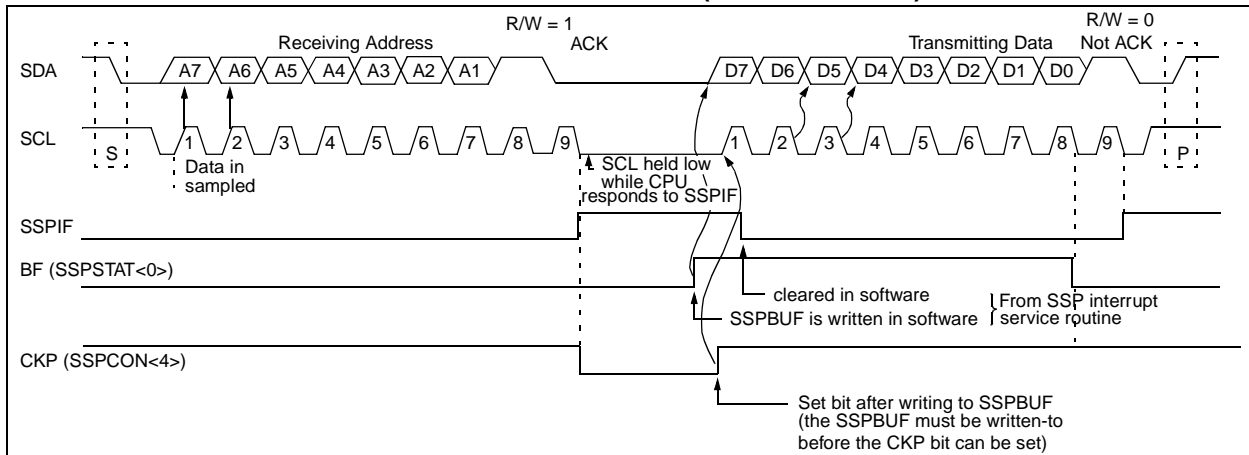 R/W = 1
R/W = 0
Receiving Address
ACK
Transmitting Data
Not ACK
SDA
A7 A6 A5 A4 A3 A2 A1
D7 D6 D5 D4 D3 D2 D1 D0
SCL
S
1 2 3 4 5 6 7 8 9
1 2 3 4 5 6 7 8 9
P
Data in
sampled
SCL held low
while CPU
responds to SSPIF
SSPIF
BF (SSPSTAT<0>)
cleared in software
SSPBUF is written in software
From SSP interrupt
service routine
CKP (SSPCON<4>)
Set bit after writing to SSPBUF
(the SSPBUF must be written-to
before the CKP bit can be set)